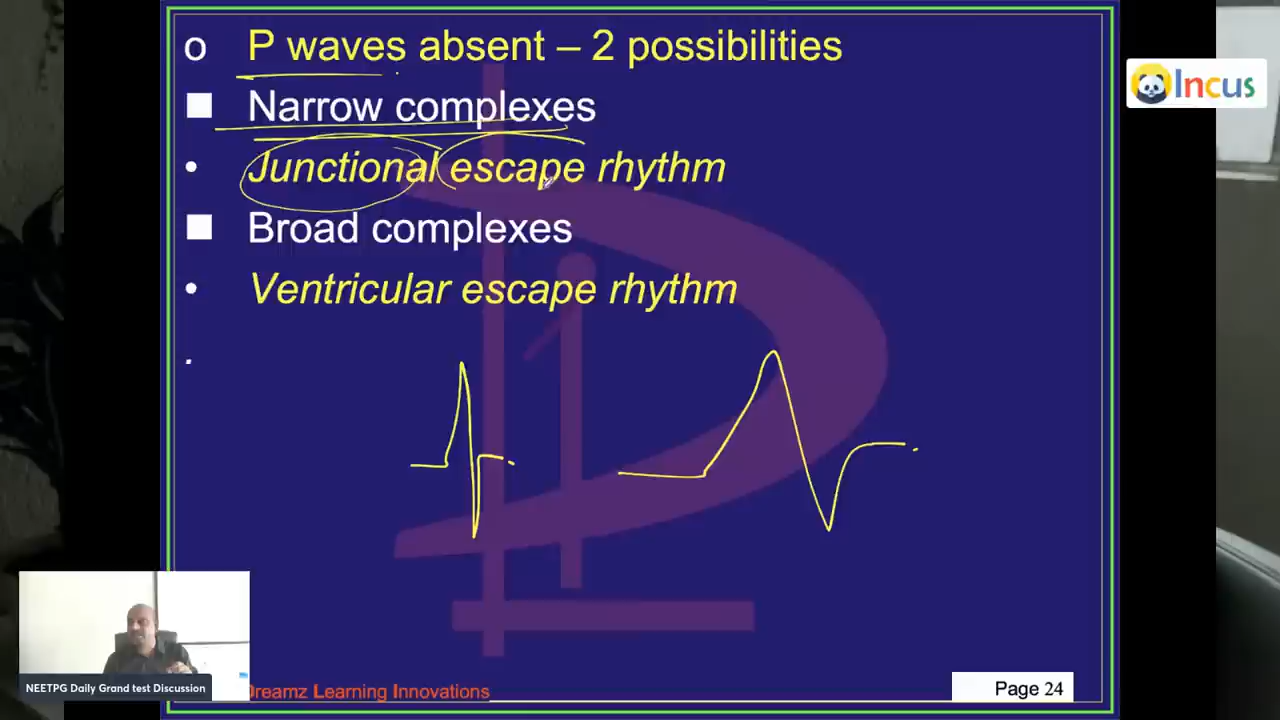 o P waves absent – 2 possibilities
■ Narrow complexes
• Junctional escape rhythm
■ Broad complexes
• Ventricular escape rhythm
.
Incus
NEETPG Daily Grand test Discussion
Dreamz Learning Innovations
Page 24